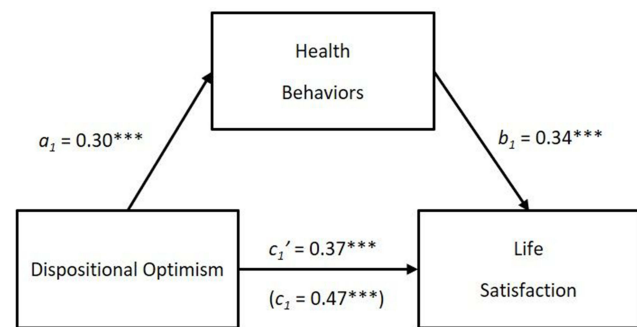 Health
Behaviors
a₁ = 0.30***
b₁ = 0.34***
Dispositional Optimism
c₁′ = 0.37***
(c₁ = 0.47***)
Life
Satisfaction